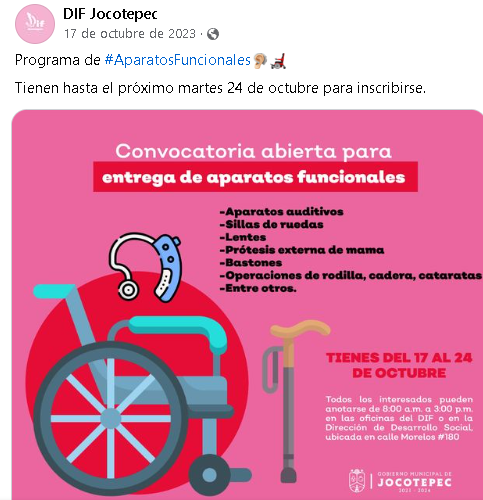 DIF Jocotepec
17 de octubre de 2023 ·
Programa de #AparatosFuncionales
Tienen hasta el próximo martes 24 de octubre para inscribirse.
Convocatoria abierta para
entrega de aparatos funcionales
-Aparatos auditivos
-Sillas de ruedas
-Lentes
-Prótesis externa de mama
-Bastones
-Operaciones de rodilla, cadera, cataratas
-Entre otros.
TIENES DEL 17 AL 24
DE OCTUBRE
Todos los interesados pueden
anotarse de 8:00 a.m. a 3:00 p.m.
en las oficinas del DIF o en la
Dirección de Desarrollo Social,
ubicada en calle Morelos #180
GOBIERNO MUNICIPAL DE
JOCOTEPEC
2021 - 2024